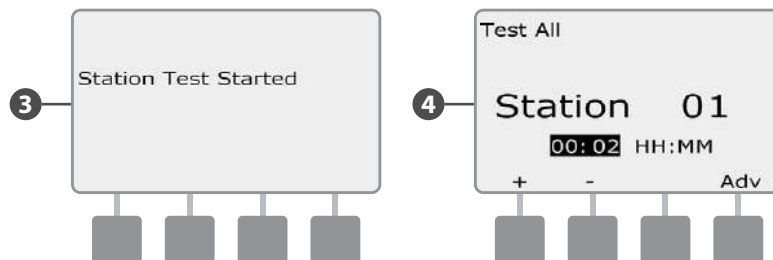 3
Station Test Started
4
Test All
Station 01
00:02 HH:MM
+ - Adv